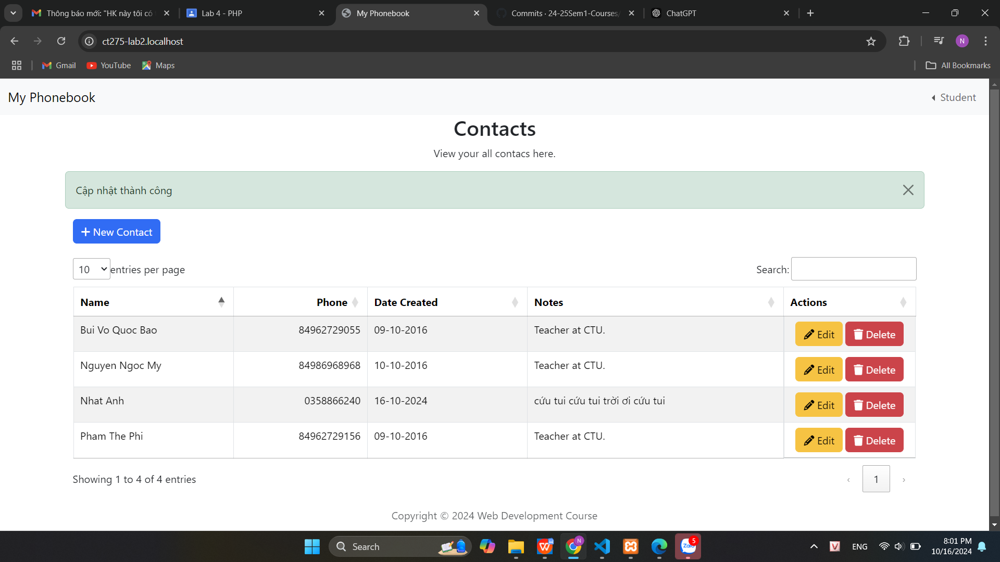 Thông báo mới: "HK này tôi có
Lab 4 - PHP
My Phonebook
Commits · 24-25Sem1-Courses/
ChatGPT
ct275-lab2.localhost
N
Gmail
YouTube
Maps
All Bookmarks
My Phonebook
Student
Contacts
View your all contacs here.
Cập nhật thành công
New Contact
10 entries per page
Search:
Name Phone Date Created Notes Actions
Bui Vo Quoc Bao 84962729055 09-10-2016 Teacher at CTU. Edit Delete
Nguyen Ngoc My 84986968968 10-10-2016 Teacher at CTU. Edit Delete
Nhat Anh 0358866240 16-10-2024 cứu tui cứu tui trời ơi cứu tui Edit Delete
Pham The Phi 84962729156 09-10-2016 Teacher at CTU. Edit Delete
Showing 1 to 4 of 4 entries
‹ 1 ›
Copyright © 2024 Web Development Course
Search
N
Zalo
5
V
ENG
8:01 PM
10/16/2024